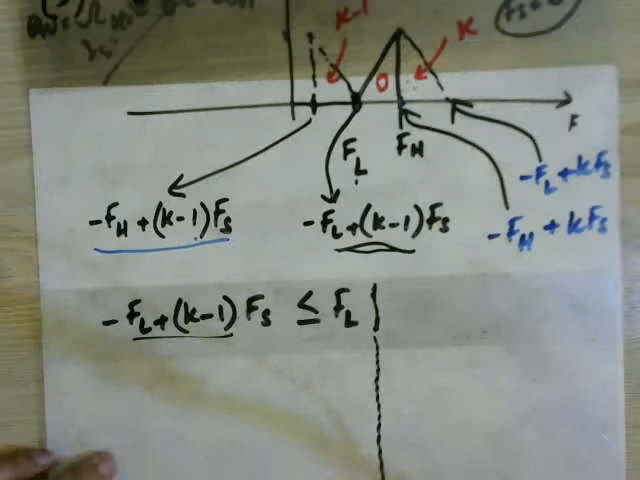 k-1
k
0
F
F_L
F_H
-F_L+kF_s
-F_H+(k-1)F_s
-F_L+(k-1)F_s
-F_H+kF_s
-F_L+(k-1)F_s ≤ F_L